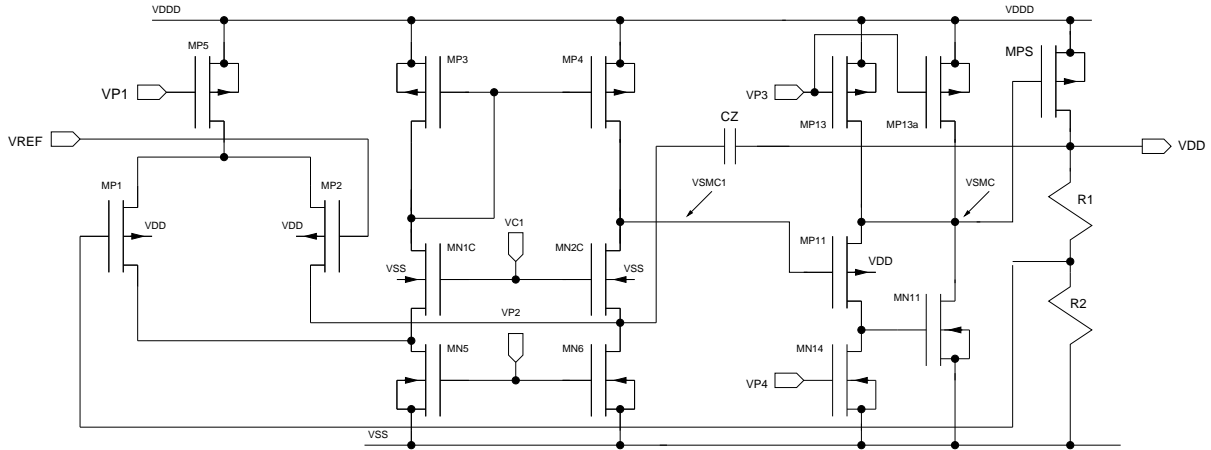 VDDD
VDDD
MP5
MP3
MP4
MPS
VP1
VP3
CZ
MP13
MP13a
VREF
VDD
MP1
MP2
VSMC1
VSMC
R1
VDD
VDD
VC1
MN1C
MN2C
MP11
VDD
VSS
VSS
MN11
R2
VP2
MN5
MN6
MN14
VP4
VSS